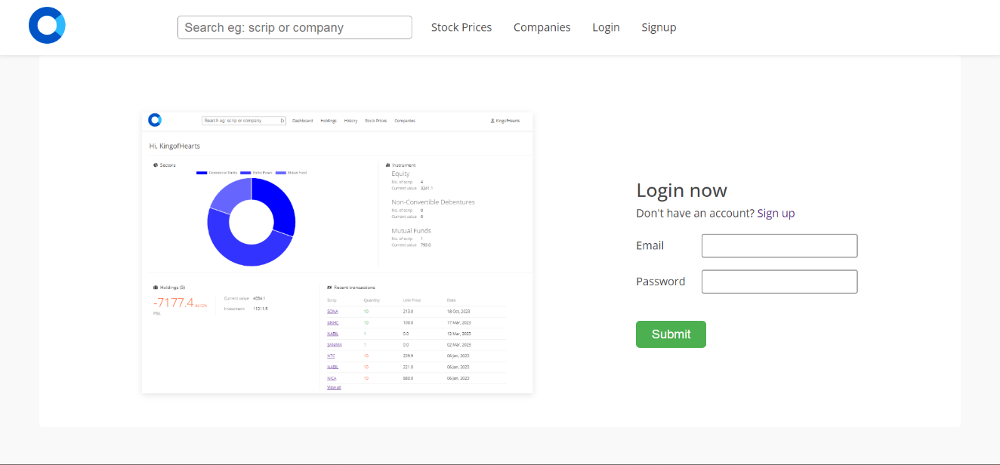 Search eg: scrip or company
Stock Prices
Companies
Login
Signup
Search eg: scrip or company
Dashboard
Holdings
History
Stock Prices
Companies
KingofHearts
Hi, KingofHearts
Sectors
Commercial Banks
Hydro Power
Mutual Fund
Instrument
Equity
No. of scrip 4
Current value 3241.1
Non-Convertible Debentures
No. of scrip 0
Current value 0
Mutual Funds
No. of scrip 1
Current value 793.0
Holdings (5)
-7177.4
P/BL
Current value 4034.1
Investment 11211.5
Recent transactions
Scrip Quantity Unit Price Date
SONA 10 213.0 18 Oct, 2023
MKHC 10 100.0 17 Mar, 2023
NABIL 1 0.0 12 Mar, 2023
SANIMA 1 0.0 02 Mar, 2023
NTC 10 239.9 06 Jan, 2023
NABIL 10 221.0 06 Jan, 2023
NICA 10 880.0 06 Jan, 2023
View all
Login now
Don't have an account? Sign up
Email
Password
Submit